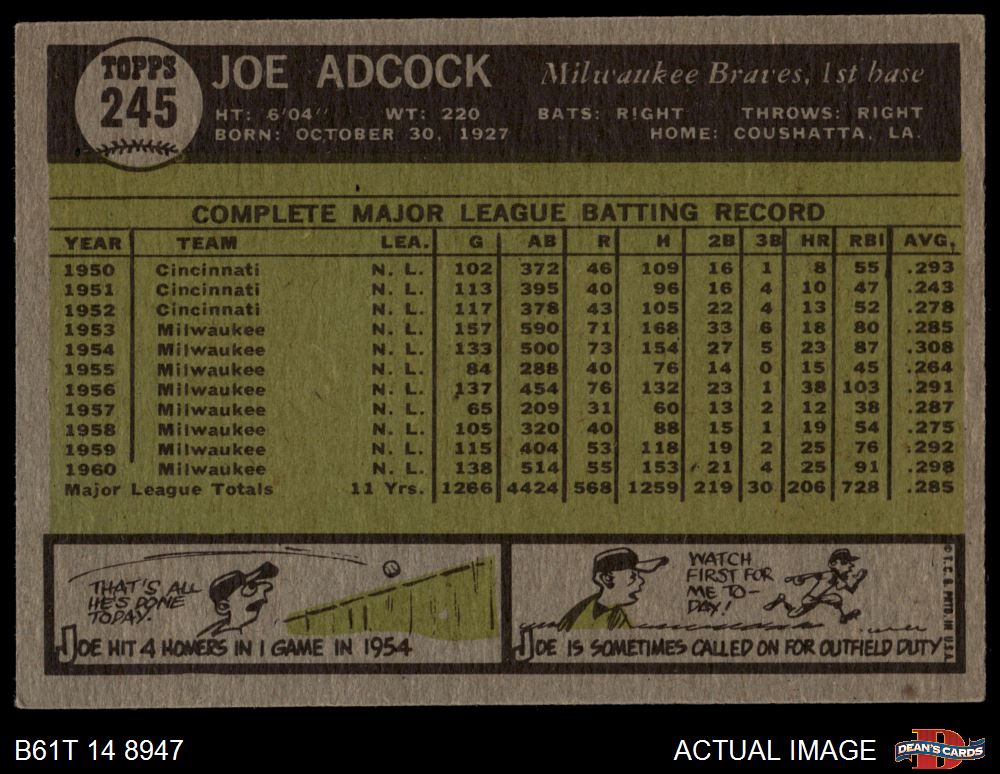 TOPPS
245
JOE ADCOCK
Milwaukee Braves, 1st base
HT: 6'04" WT: 220 BATS: RIGHT THROWS: RIGHT
BORN: OCTOBER 30, 1927 HOME: COUSHATTA, LA.
COMPLETE MAJOR LEAGUE BATTING RECORD
YEAR TEAM LEA. G AB R H 2B 3B HR RBI AVG.
1950 Cincinnati N. L. 102 372 46 109 16 1 8 55 .293
1951 Cincinnati N. L. 113 395 40 96 16 4 10 47 .243
1952 Cincinnati N. L. 117 378 43 105 22 4 13 52 .278
1953 Milwaukee N. L. 157 590 71 168 33 6 18 80 .285
1954 Milwaukee N. L. 133 500 73 154 27 5 23 87 .308
1955 Milwaukee N. L. 84 288 40 76 14 0 15 45 .264
1956 Milwaukee N. L. 137 454 76 132 23 1 38 103 .291
1957 Milwaukee N. L. 65 209 31 60 13 2 12 38 .287
1958 Milwaukee N. L. 105 320 40 88 15 1 19 54 .275
1959 Milwaukee N. L. 115 404 53 118 19 2 25 76 .292
1960 Milwaukee N. L. 138 514 55 153 21 4 25 91 .298
Major League Totals 11 Yrs. 1266 4424 568 1259 219 30 206 728 .285
THAT'S ALL
HE'S DONE
TODAY.
JOE HIT 4 HOMERS IN 1 GAME IN 1954
WATCH
FIRST FOR
ME TO-
DAY!
JOE IS SOMETIMES CALLED ON FOR OUTFIELD DUTY
© T. C. G. PRTD. IN U.S.A.
B61T 14 8947
ACTUAL IMAGE
DEAN'S CARDS